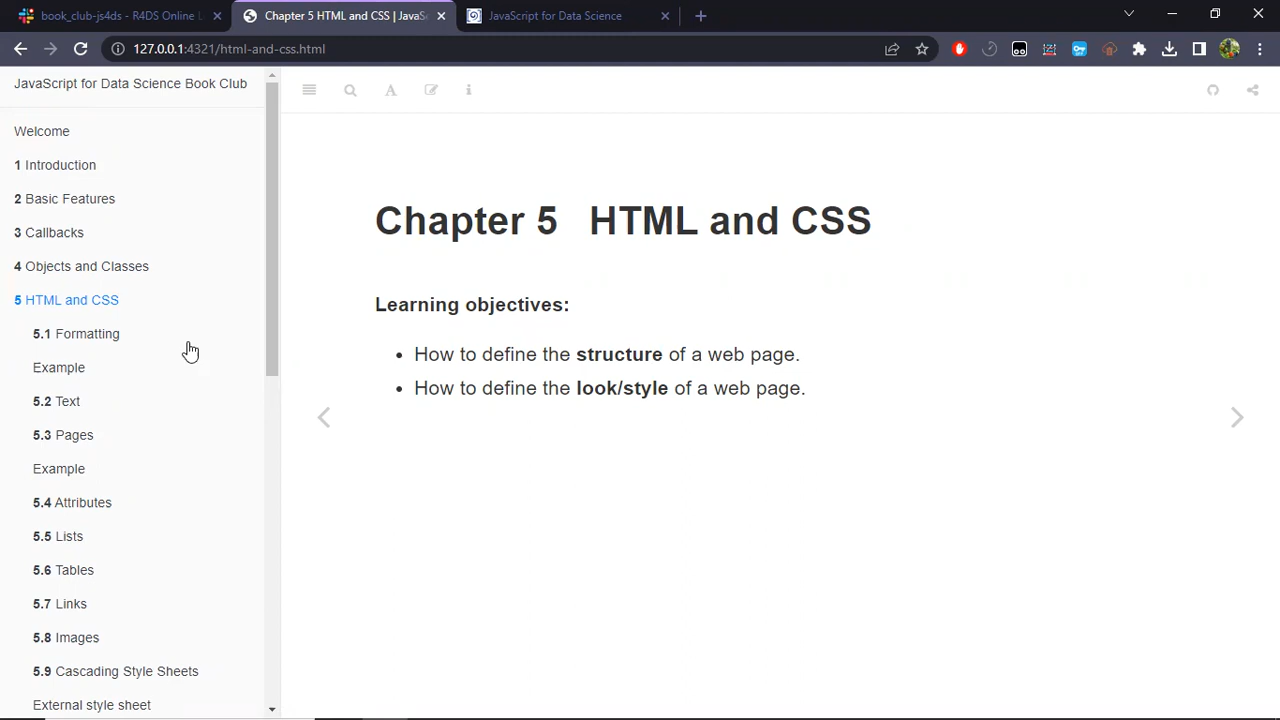 book_club-js4ds - R4DS Online L
Chapter 5 HTML and CSS | JavaSc
JavaScript for Data Science
127.0.0.1:4321/html-and-css.html
JavaScript for Data Science Book Club
Welcome
1 Introduction
2 Basic Features
3 Callbacks
4 Objects and Classes
5 HTML and CSS
5.1 Formatting
Example
5.2 Text
5.3 Pages
Example
5.4 Attributes
5.5 Lists
5.6 Tables
5.7 Links
5.8 Images
5.9 Cascading Style Sheets
External style sheet
Chapter 5 HTML and CSS
Learning objectives:
• How to define the structure of a web page.
• How to define the look/style of a web page.